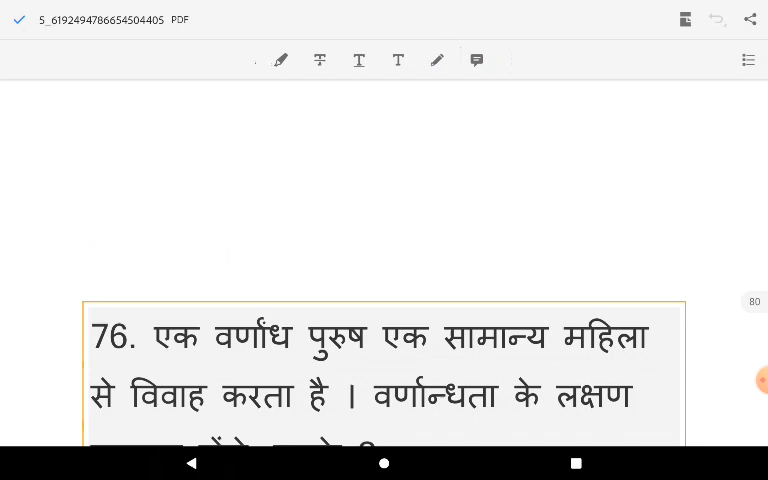 5_6192494786654504405 PDF
T T T
80
76. एक वर्णांध पुरुष एक सामान्य महिला
से विवाह करता है । वर्णान्धता के लक्षण